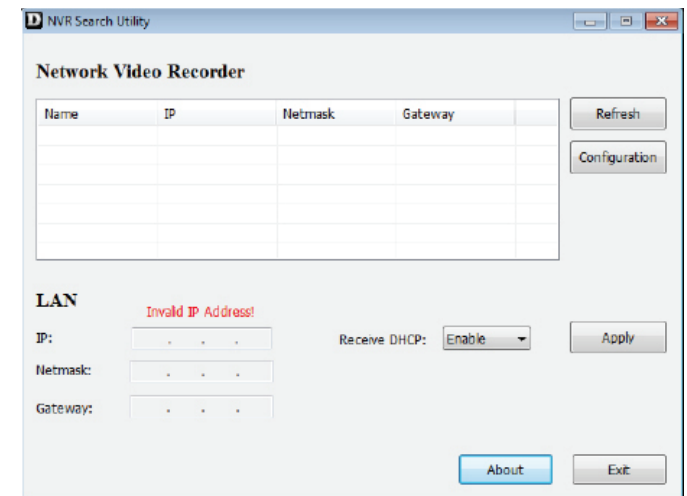 D NVR Search Utility
Network Video Recorder
Name IP Netmask Gateway
Refresh
Configuration
LAN
Invalid IP Address!
IP: . . . Receive DHCP: Enable Apply
Netmask: . . .
Gateway: . . .
About Exit